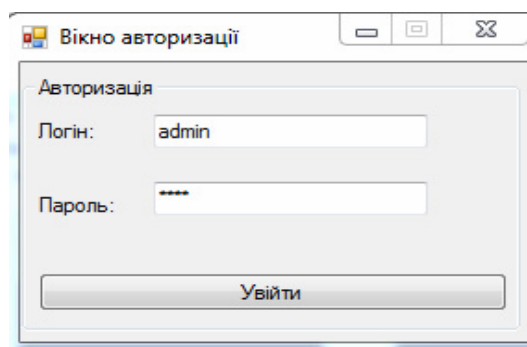 Вікно авторизації
Авторизація
Логін: admin
Пароль: ****
Увійти